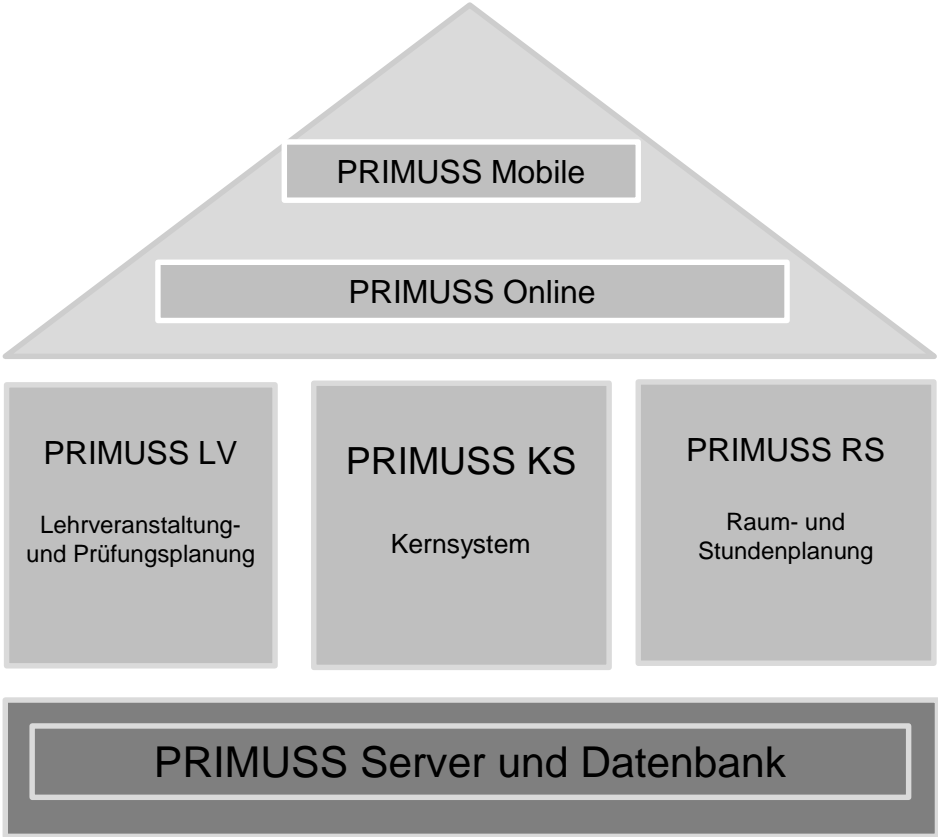 PRIMUSS Mobile
PRIMUSS Online
PRIMUSS LV
Lehrveranstaltung-
und Prüfungsplanung
PRIMUSS KS
Kernsystem
PRIMUSS RS
Raum- und
Stundenplanung
PRIMUSS Server und Datenbank